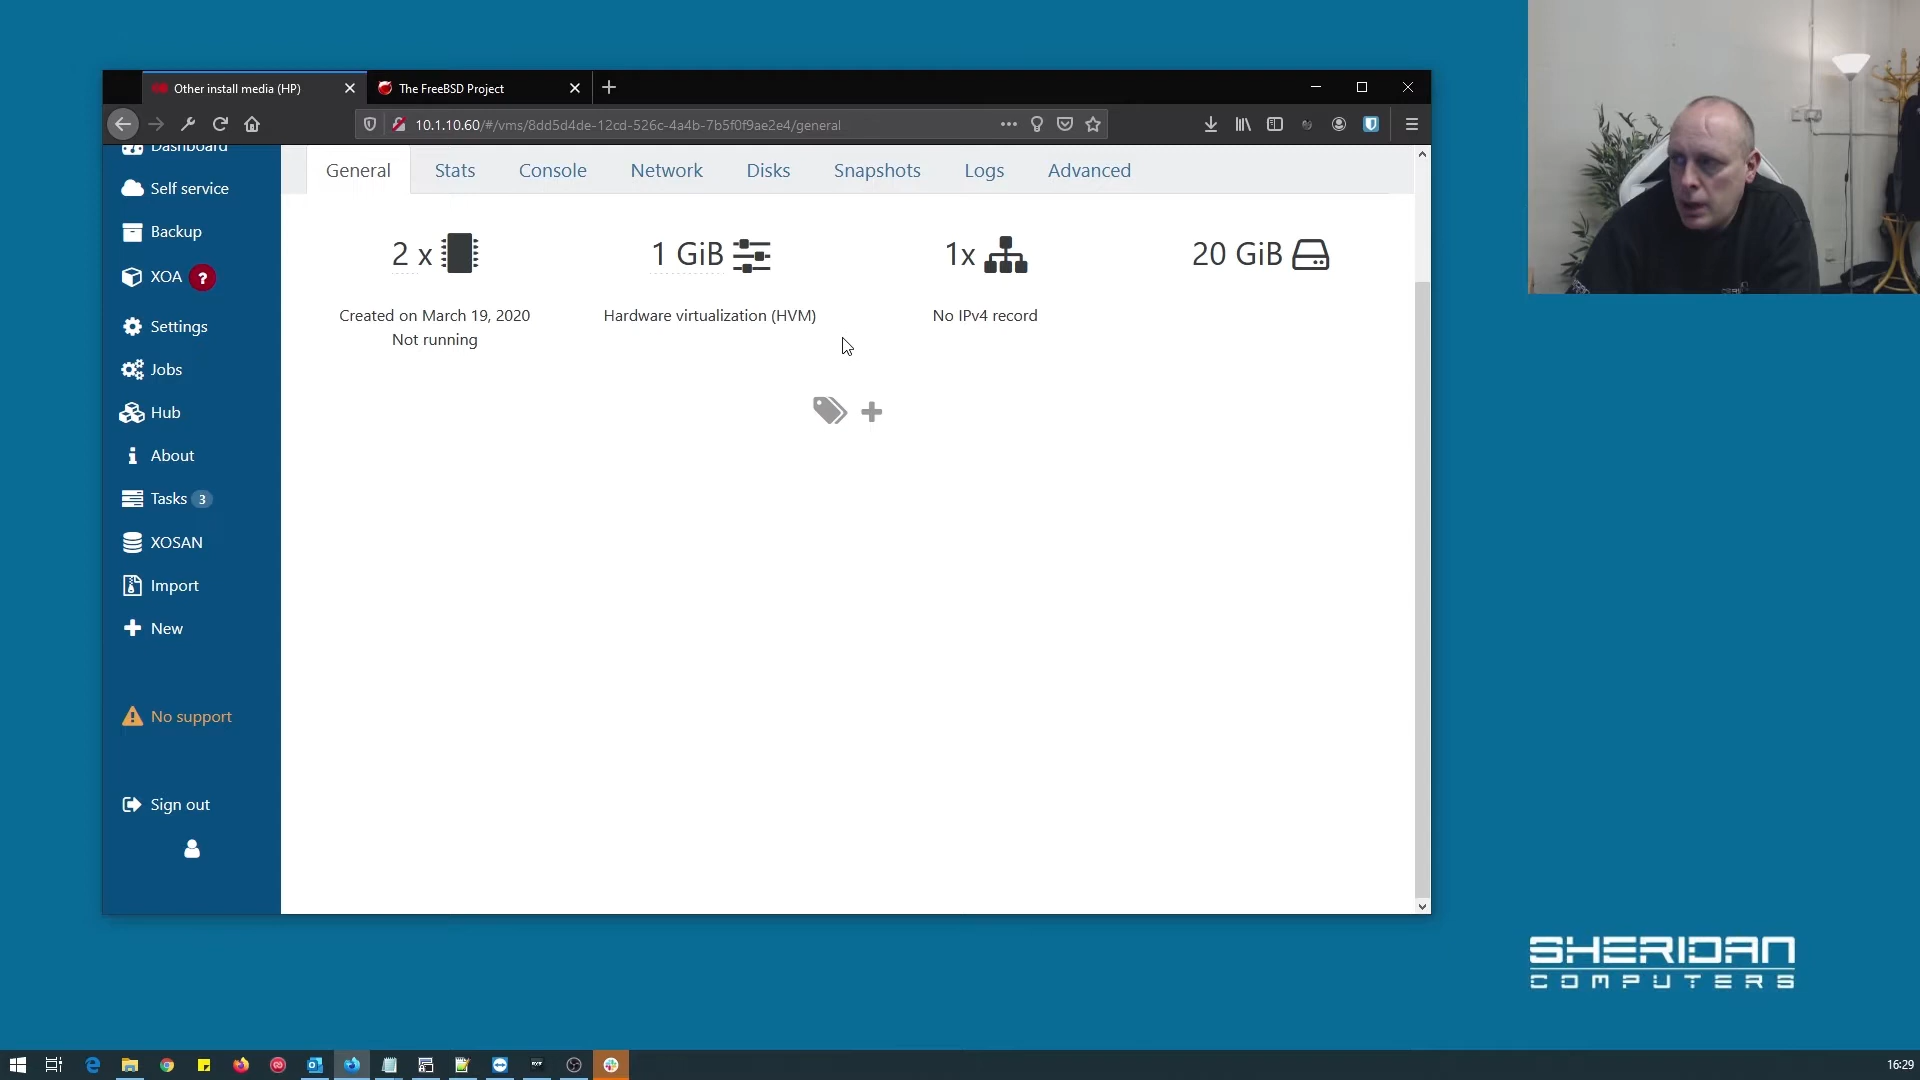 Other install media (HP)
The FreeBSD Project
10.1.10.60/#/vms/8dd5d4de-12cd-526c-4a4b-7b5f0f9ae2e4/general
Dashboard
Self service
Backup
XOA ?
Settings
Jobs
Hub
About
Tasks 3
XOSAN
Import
New
No support
Sign out
General Stats Console Network Disks Snapshots Logs Advanced
2 x 1 GiB 1x 20 GiB
Created on March 19, 2020 Hardware virtualization (HVM) No IPv4 record
Not running
SHERIDAN
COMPUTERS
16:29